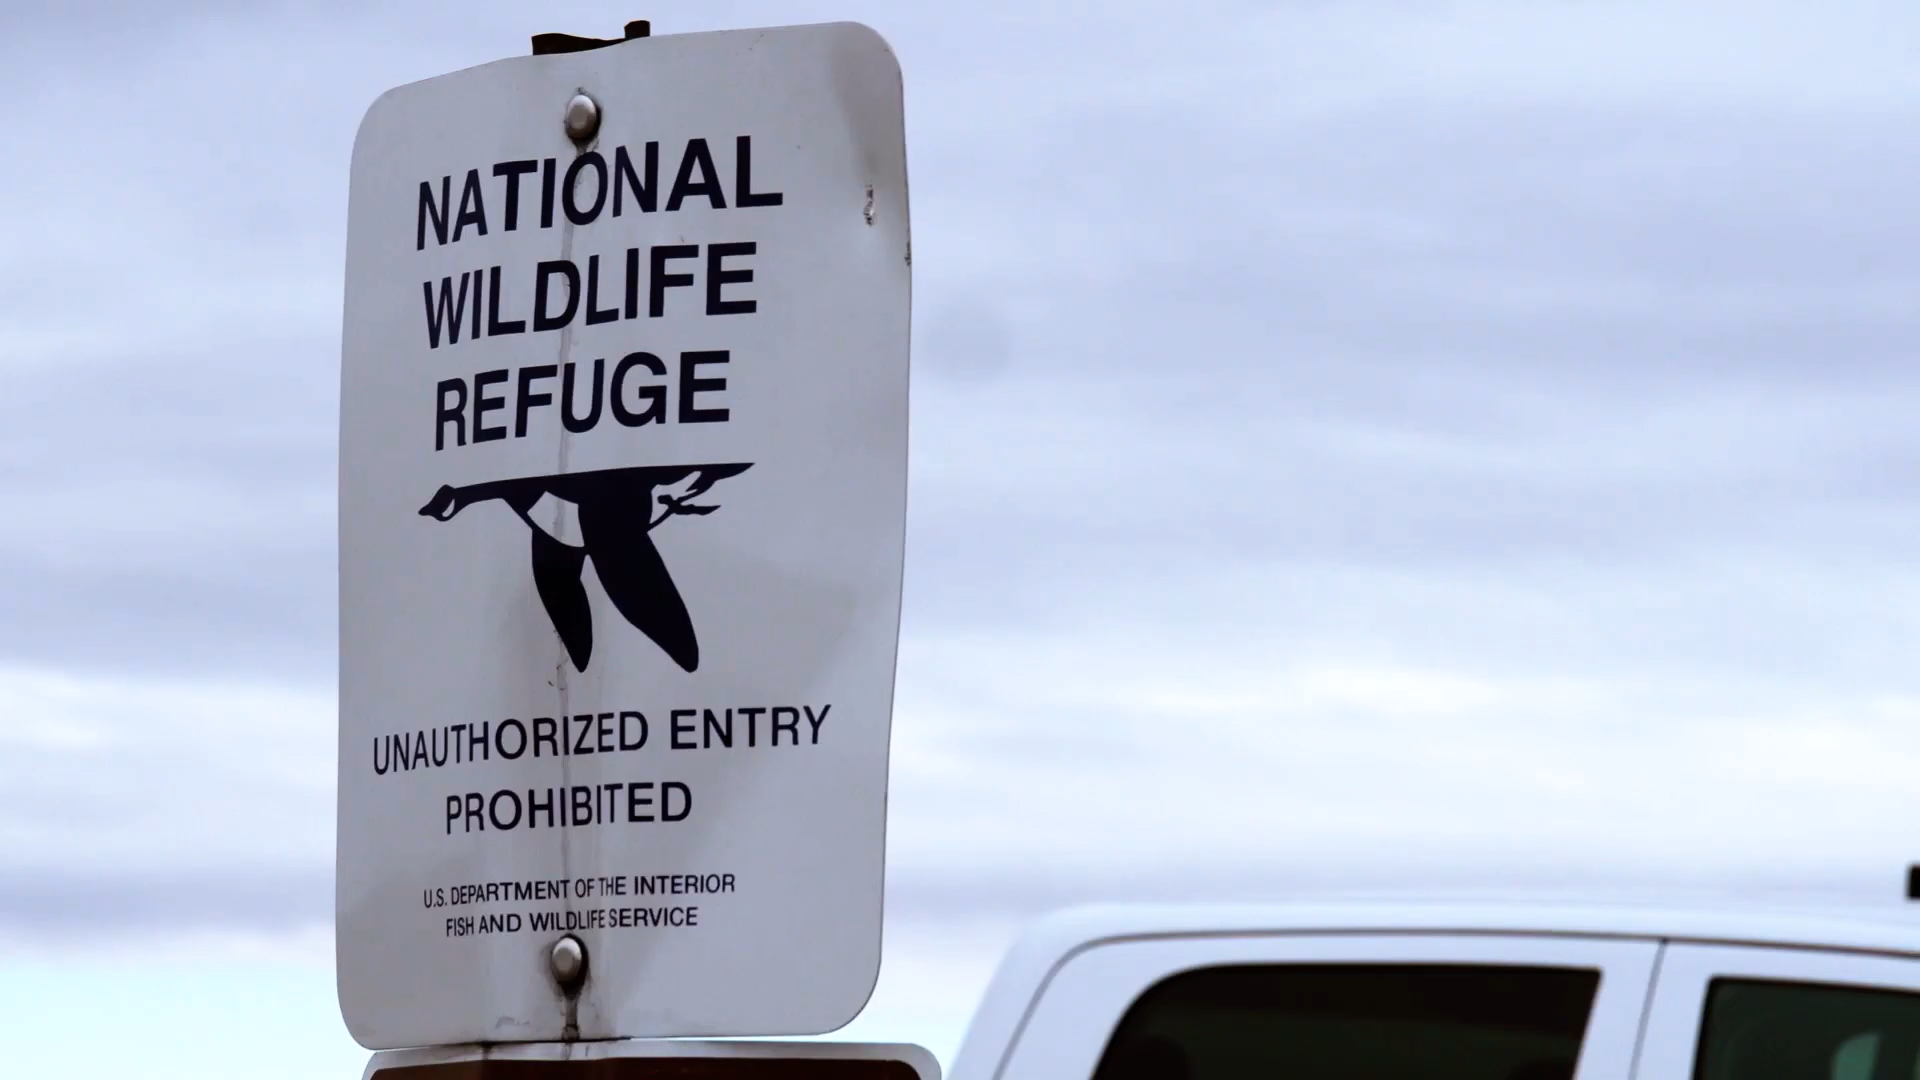 NATIONAL
WILDLIFE
REFUGE
UNAUTHORIZED ENTRY
PROHIBITED
U.S. DEPARTMENT OF THE INTERIOR
FISH AND WILDLIFE SERVICE